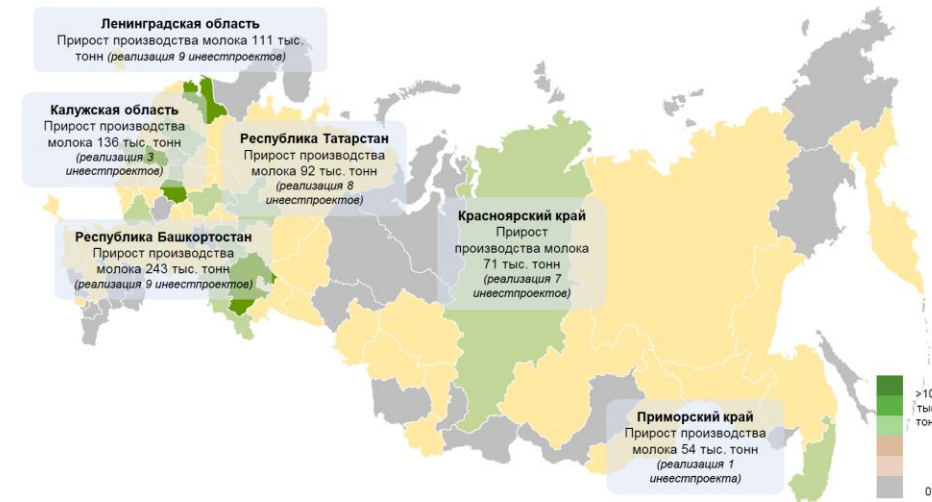 Ленинградская область
Прирост производства молока 111 тыс.
тонн (реализация 9 инвестпроектов)
Калужская область
Прирост производства
молока 136 тыс. тонн
(реализация 3
инвестпроектов)
Республика Татарстан
Прирост производства
молока 92 тыс. тонн
(реализация 8
инвестпроектов)
Республика Башкортостан
Прирост производства
молока 243 тыс. тонн
(реализация 9 инвестпроектов)
Красноярский край
Прирост
производства молока
71 тыс. тонн
(реализация 7
инвестпроектов)
Приморский край
Прирост производства
молока 54 тыс. тонн
(реализация 1
инвестпроекта)
>10
тыс
тон
0